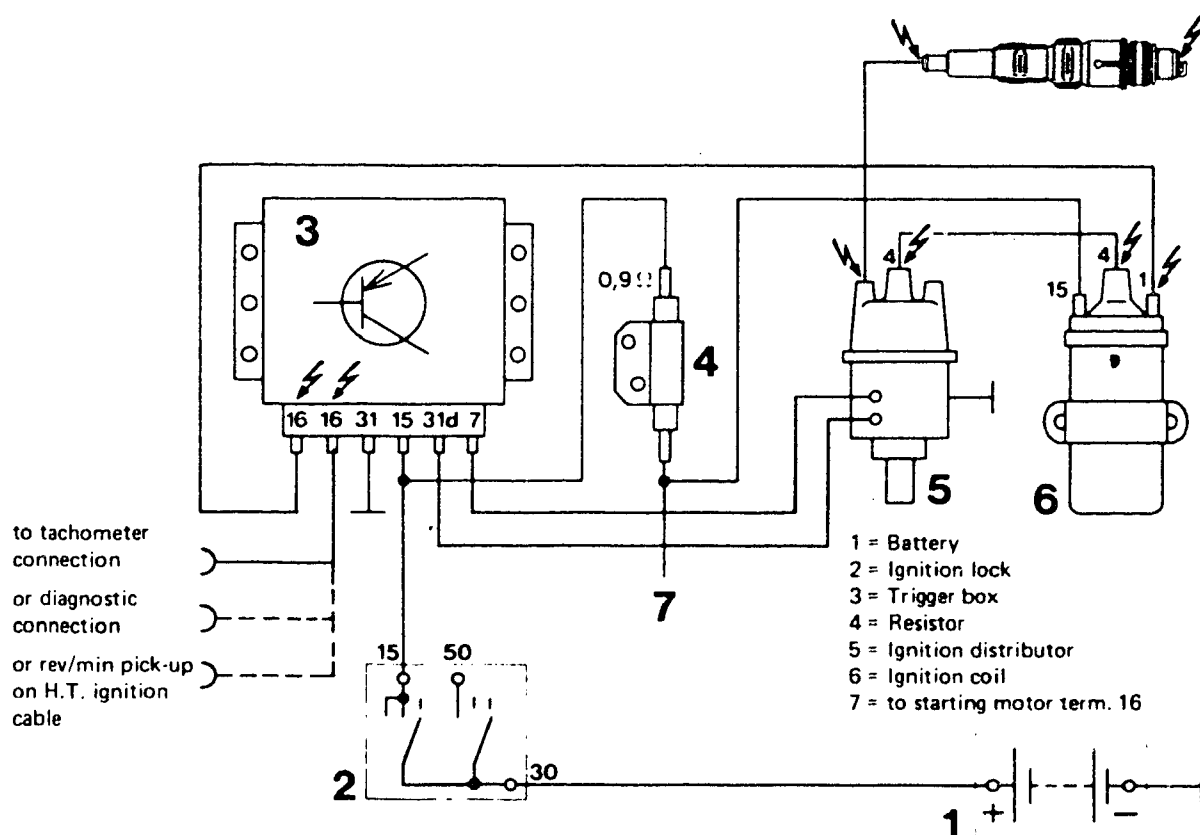 3
0,9Ω
4
4
15
4
1
16 16 31 15 31d 7
5
6
to tachometer
connection
or diagnostic
connection
or rev/min pick-up
on H.T. ignition
cable
7
1 = Battery
2 = Ignition lock
3 = Trigger box
4 = Resistor
5 = Ignition distributor
6 = Ignition coil
7 = to starting motor term. 16
15 50
2
30
1
+ −